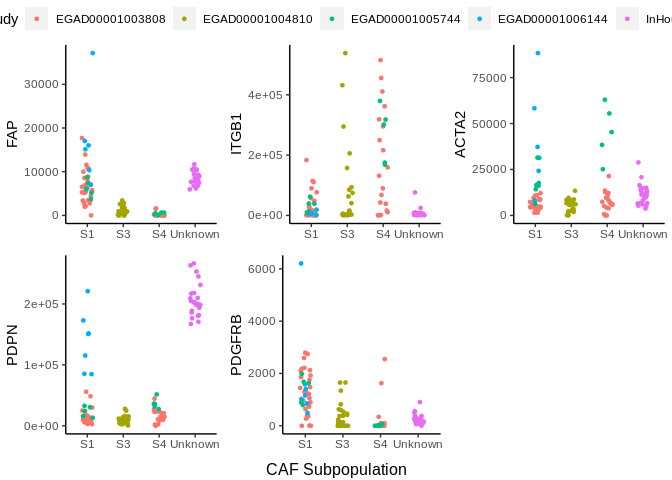 udy EGAD00001003808 EGAD00001004810 EGAD00001005744 EGAD00001006144 InHo
FAP
30000
20000
10000
0
S1 S3 S4 Unknown
ITGB1
4e+05
2e+05
0e+00
S1 S3 S4 Unknown
ACTA2
75000
50000
25000
0
S1 S3 S4 Unknown
PDPN
2e+05
1e+05
0e+00
S1 S3 S4 Unknown
PDGFRB
6000
4000
2000
0
S1 S3 S4 Unknown
CAF Subpopulation